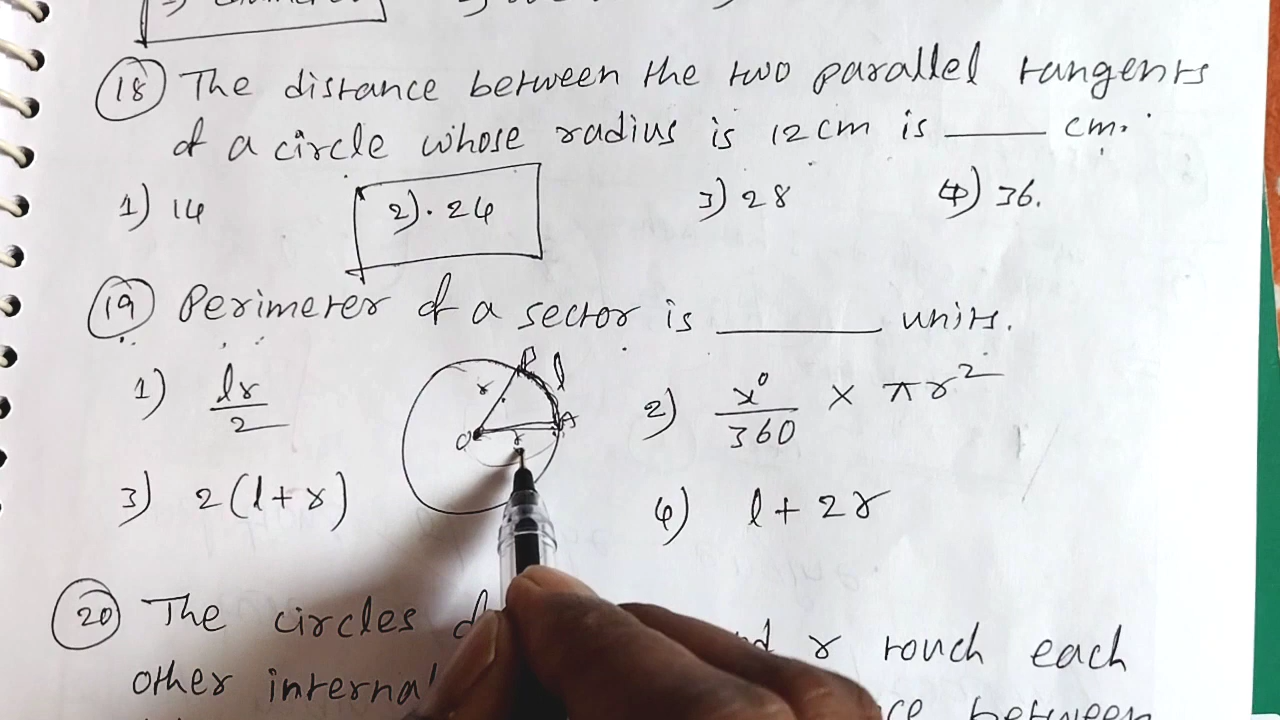 18 The distance between the two parallel tangents
of a circle whose radius is 12cm is _____ cm.
1) 14 2). 24 3) 28 4) 36.
19 Perimeter of a sector is ________ units.
1) lr/2 2) x°/360 × πr²
O r r A B l
3) 2(l+r) 4) l+2r
20 The circles r touch each
other between